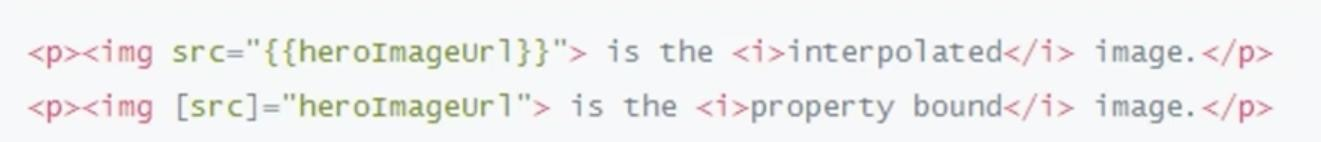 <p><img src="{{heroImageUrl}}"> is the <i>interpolated</i> image.</p>
<p><img [src]="heroImageUrl"> is the <i>property bound</i> image.</p>